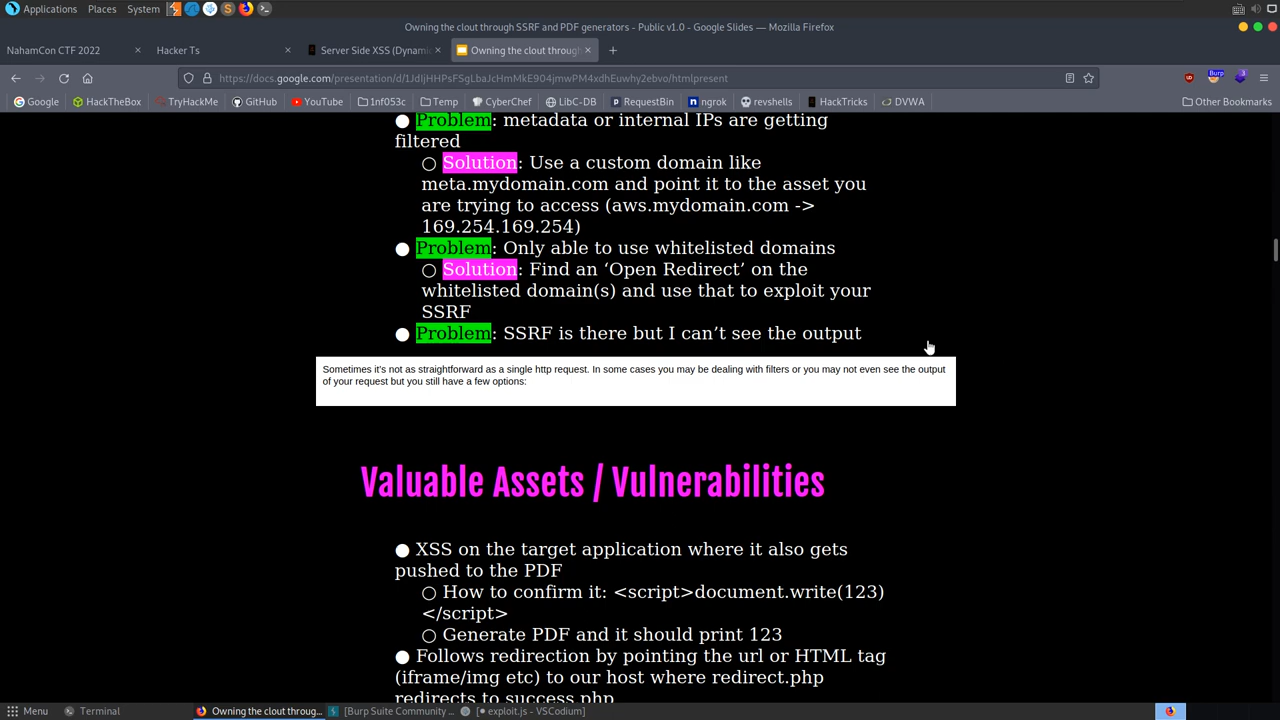 Applications Places System
Owning the clout through SSRF and PDF generators - Public v1.0 - Google Slides — Mozilla Firefox
NahamCon CTF 2022 × Hacker Ts × Server Side XSS (Dynamic × Owning the clout through × +
https://docs.google.com/presentation/d/1JdIjHHPsFSgLbaJcHmMkE904jmwPM4xdhEuwhy2ebvo/htmlpresent
Google HackTheBox TryHackMe GitHub YouTube 1nf053c Temp CyberChef LibC-DB RequestBin ngrok revshells HackTricks DVWA Other Bookmarks
● Problem: metadata or internal IPs are getting
filtered
○ Solution: Use a custom domain like
meta.mydomain.com and point it to the asset you
are trying to access (aws.mydomain.com ->
169.254.169.254)
● Problem: Only able to use whitelisted domains
○ Solution: Find an ‘Open Redirect’ on the
whitelisted domain(s) and use that to exploit your
SSRF
● Problem: SSRF is there but I can’t see the output
Sometimes it’s not as straightforward as a single http request. In some cases you may be dealing with filters or you may not even see the output
of your request but you still have a few options:
Valuable Assets / Vulnerabilities
● XSS on the target application where it also gets
pushed to the PDF
○ How to confirm it: <script>document.write(123)
</script>
○ Generate PDF and it should print 123
● Follows redirection by pointing the url or HTML tag
(iframe/img etc) to our host where redirect.php
redirects to success.php
Menu Terminal Owning the clout throug... [Burp Suite Community ... [• exploit.js - VSCodium]